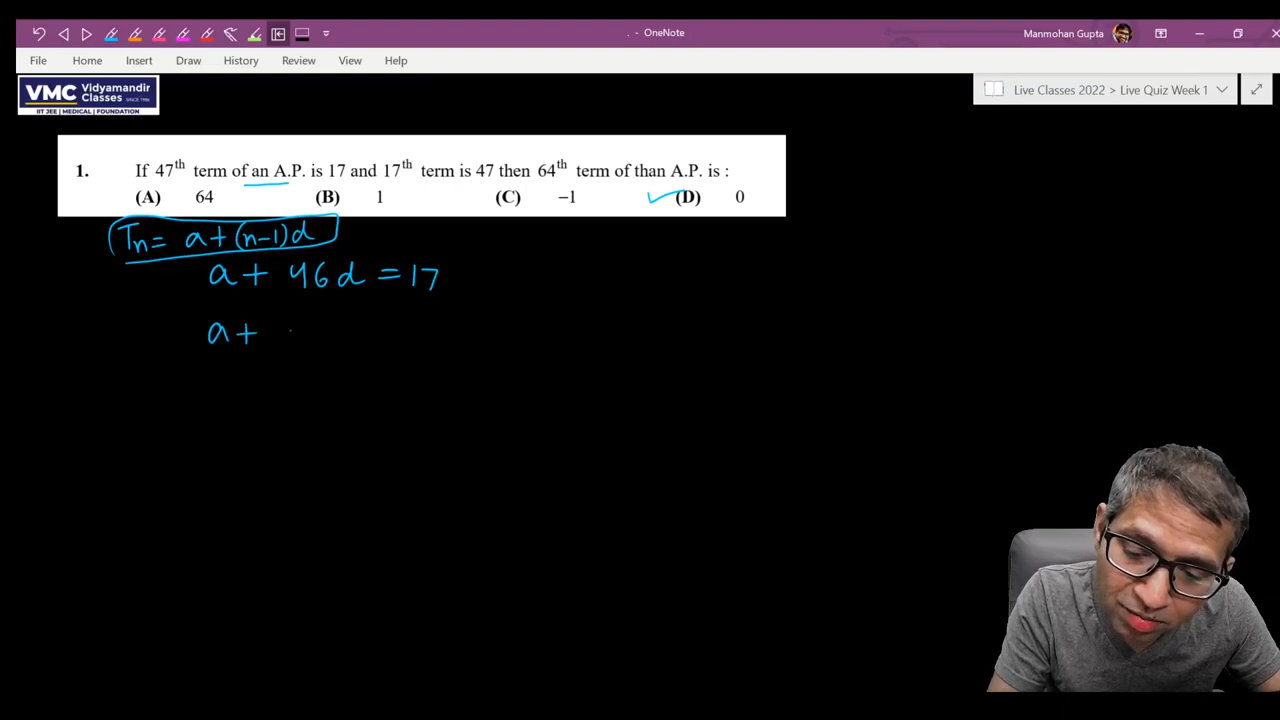 . - OneNote
Manmohan Gupta
File Home Insert Draw History Review View Help
VMC Vidyamandir Classes SINCE 1986
IIT JEE | MEDICAL | FOUNDATION
Live Classes 2022 > Live Quiz Week 1
1. If 47th term of an A.P. is 17 and 17th term is 47 then 64th term of than A.P. is :
(A) 64 (B) 1 (C) −1 (D) 0
Tn = a+(n-1)d
a + 46d = 17
a +